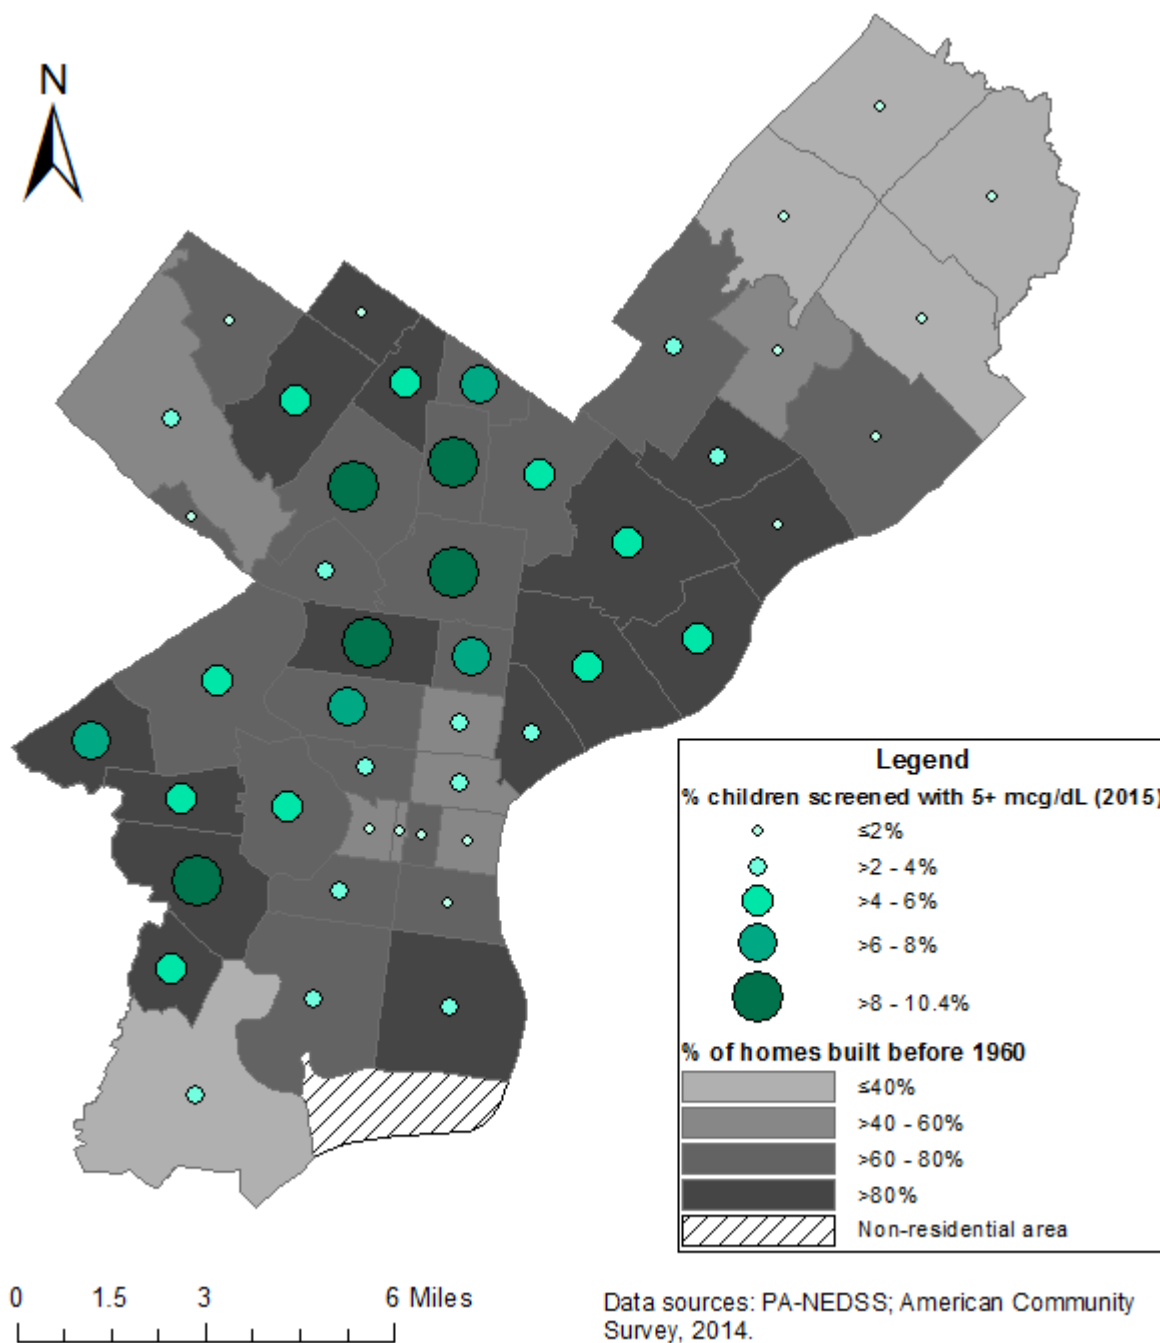 N
Legend
% children screened with 5+ mcg/dL (2015)
≤2%
>2 - 4%
>4 - 6%
>6 - 8%
>8 - 10.4%
% of homes built before 1960
≤40%
>40 - 60%
>60 - 80%
>80%
Non-residential area
0 1.5 3 6 Miles
Data sources: PA-NEDSS; American Community
Survey, 2014.